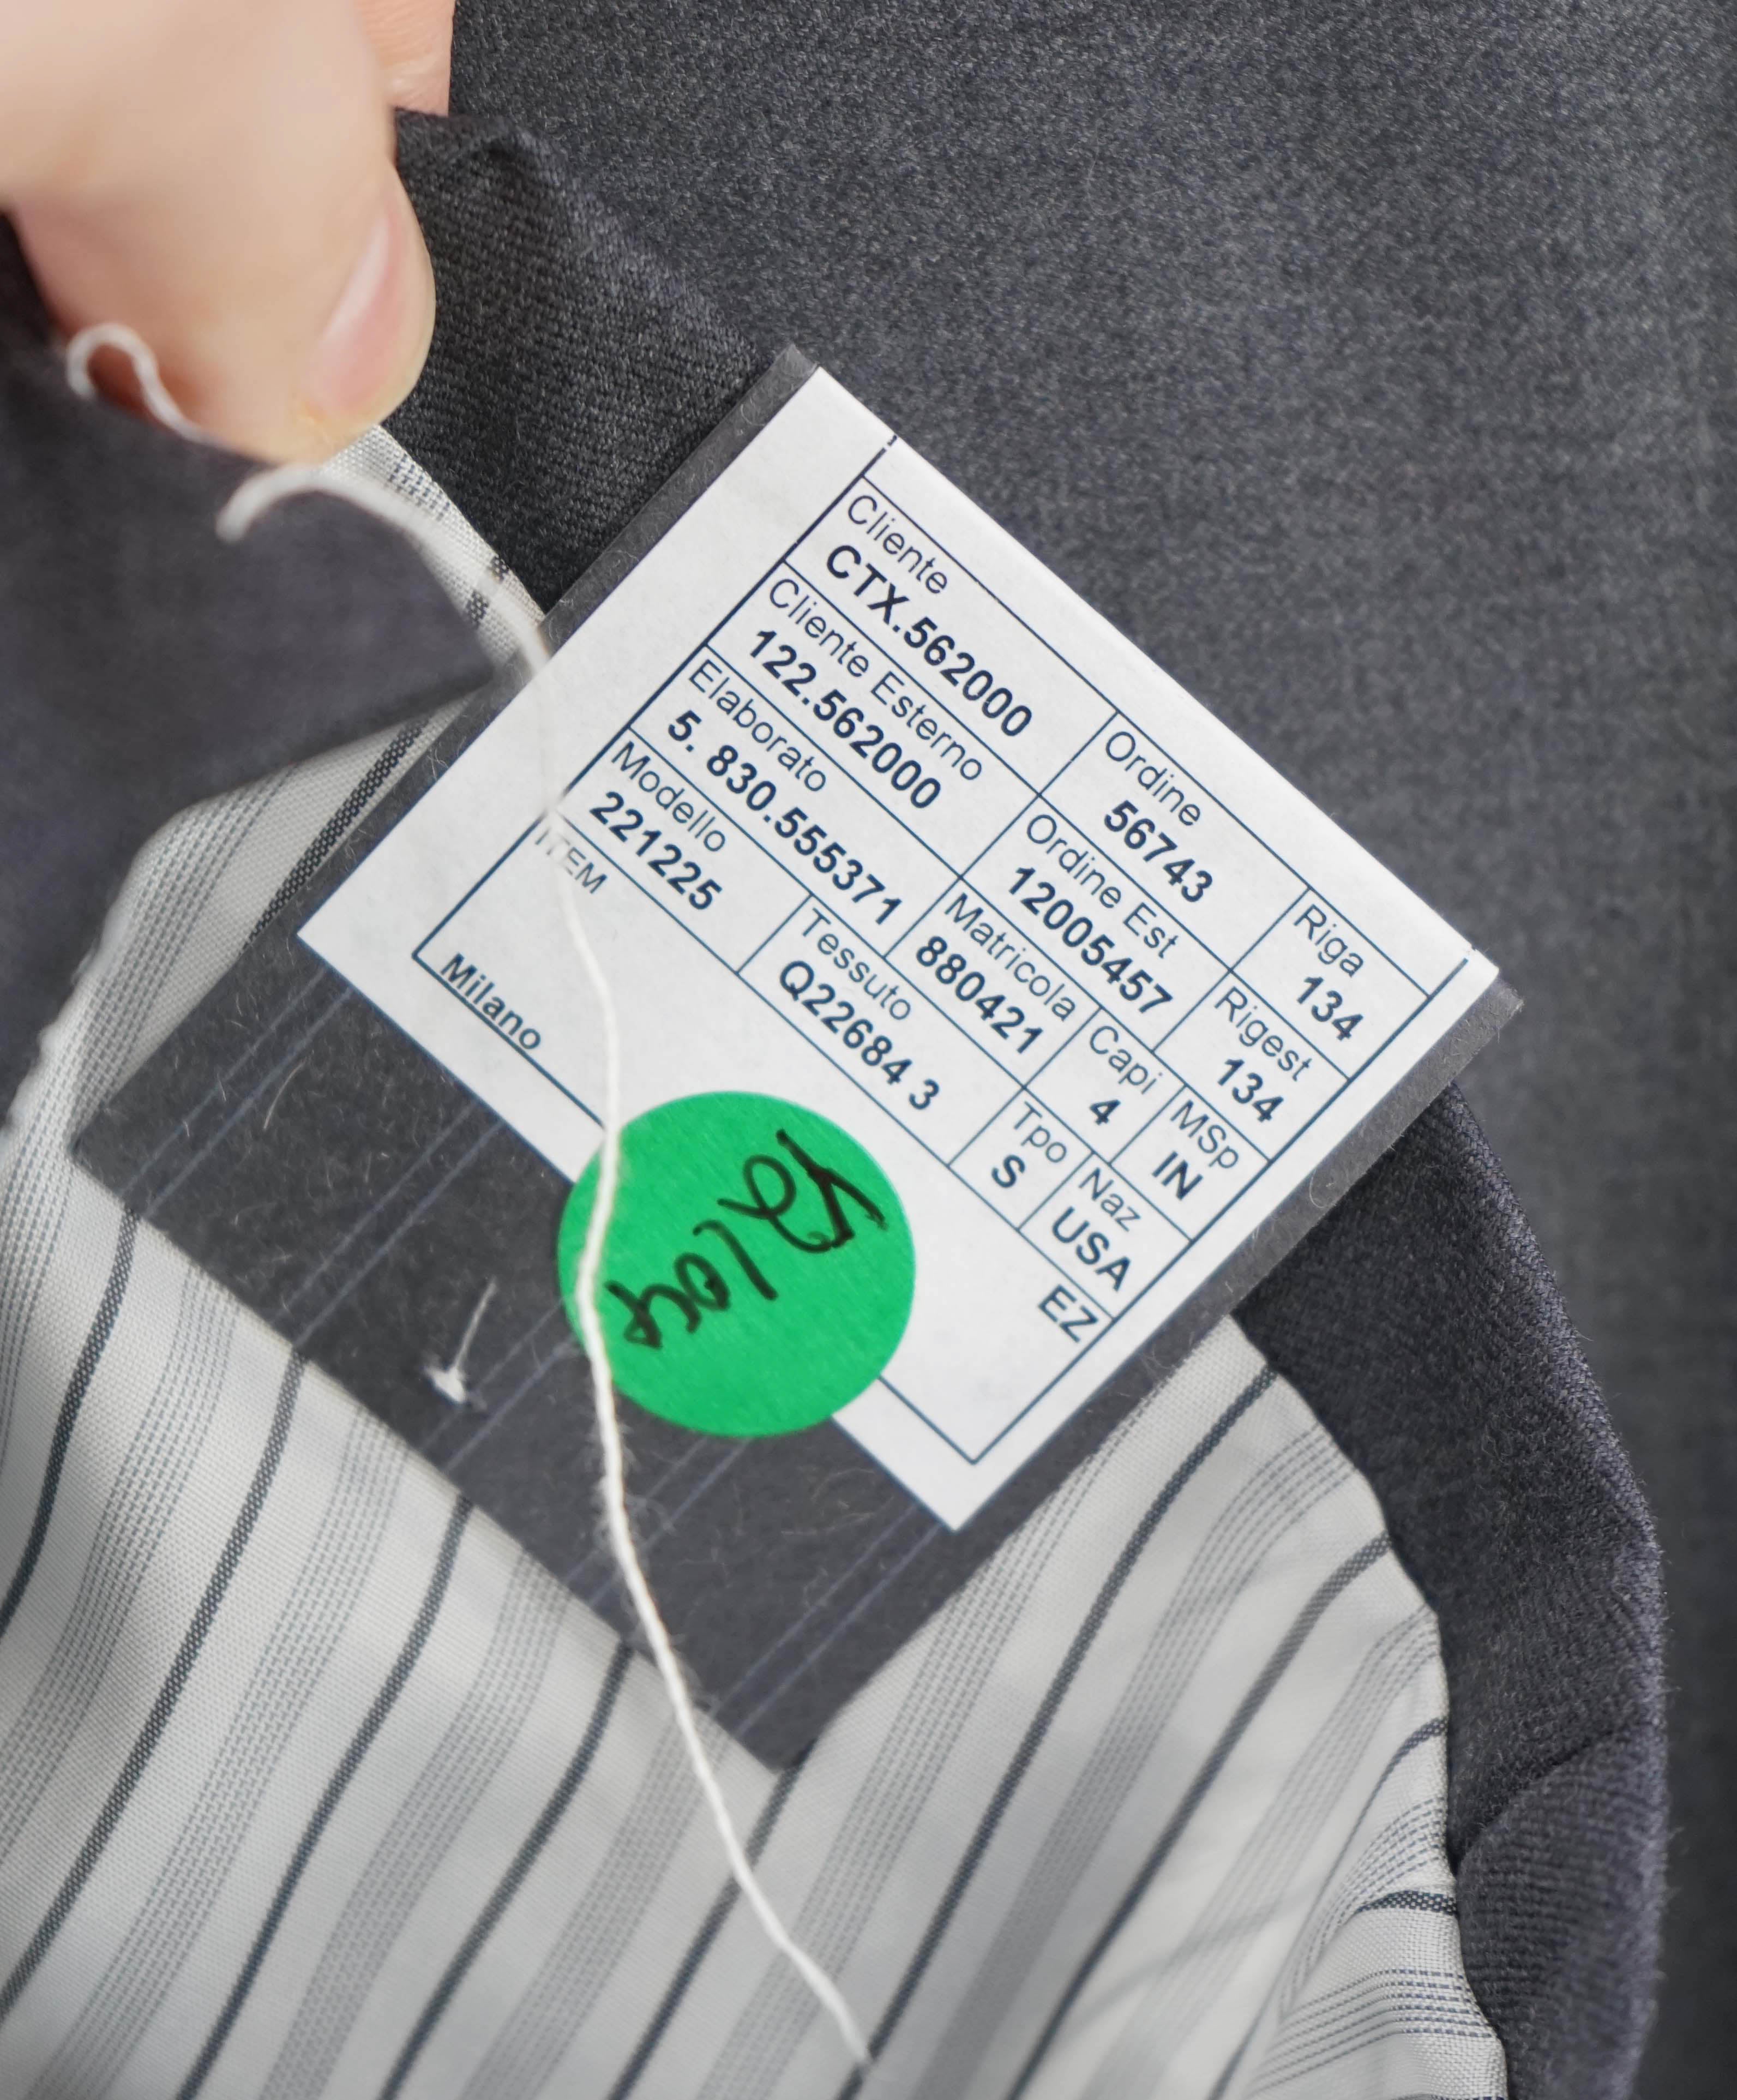 Cliente Ordine Riga
CTX.562000 56743 134
Cliente Esterno Ordine Est Rigest
122.562000 12005457 134
Elaborato Matricola Capi MSp
5. 830.555371 880421 4 IN
Modello Tessuto Tpo Naz
221225 Q22684 3 S USA
ITEM EZ
Milano